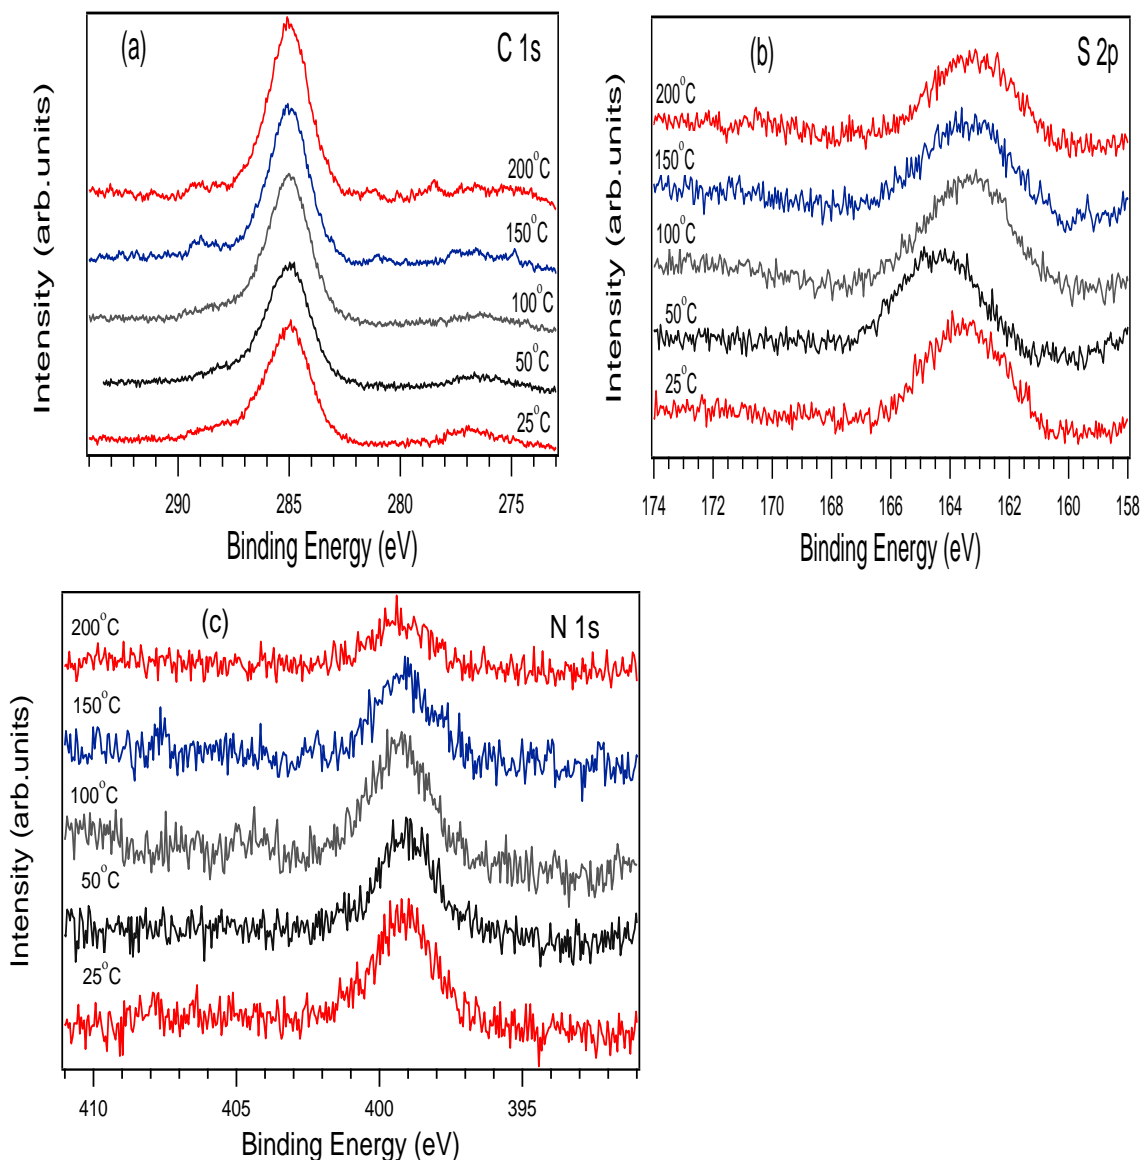 (a)
C 1s
Intensity (arb.units)
200°C
150°C
100°C
50°C
25°C
290
285
280
275
Binding Energy (eV)
(b)
S 2p
Intensity (arb.units)
200°C
150°C
100°C
50°C
25°C
174
172
170
168
166
164
162
160
158
Binding Energy (eV)
(c)
N 1s
Intensity (arb.units)
200°C
150°C
100°C
50°C
25°C
410
405
400
395
Binding Energy (eV)